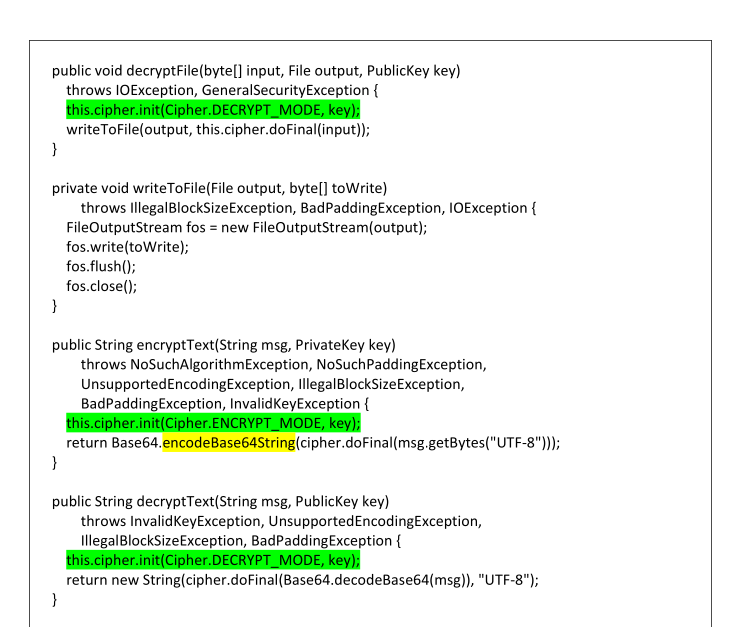 public void decryptFile(byte[] input, File output, PublicKey key)
throws IOException, GeneralSecurityException {
this.cipher.init(Cipher.DECRYPT_MODE, key);
writeToFile(output, this.cipher.doFinal(input));
}
private void writeToFile(File output, byte[] toWrite)
throws IllegalBlockSizeException, BadPaddingException, IOException {
FileOutputStream fos = new FileOutputStream(output);
fos.write(toWrite);
fos.flush();
fos.close();
}
public String encryptText(String msg, PrivateKey key)
throws NoSuchAlgorithmException, NoSuchPaddingException,
UnsupportedEncodingException, IllegalBlockSizeException,
BadPaddingException, InvalidKeyException {
this.cipher.init(Cipher.ENCRYPT_MODE, key);
return Base64.encodeBase64String(cipher.doFinal(msg.getBytes("UTF-8")));
}
public String decryptText(String msg, PublicKey key)
throws InvalidKeyException, UnsupportedEncodingException,
IllegalBlockSizeException, BadPaddingException {
this.cipher.init(Cipher.DECRYPT_MODE, key);
return new String(cipher.doFinal(Base64.decodeBase64(msg)), "UTF-8");
}